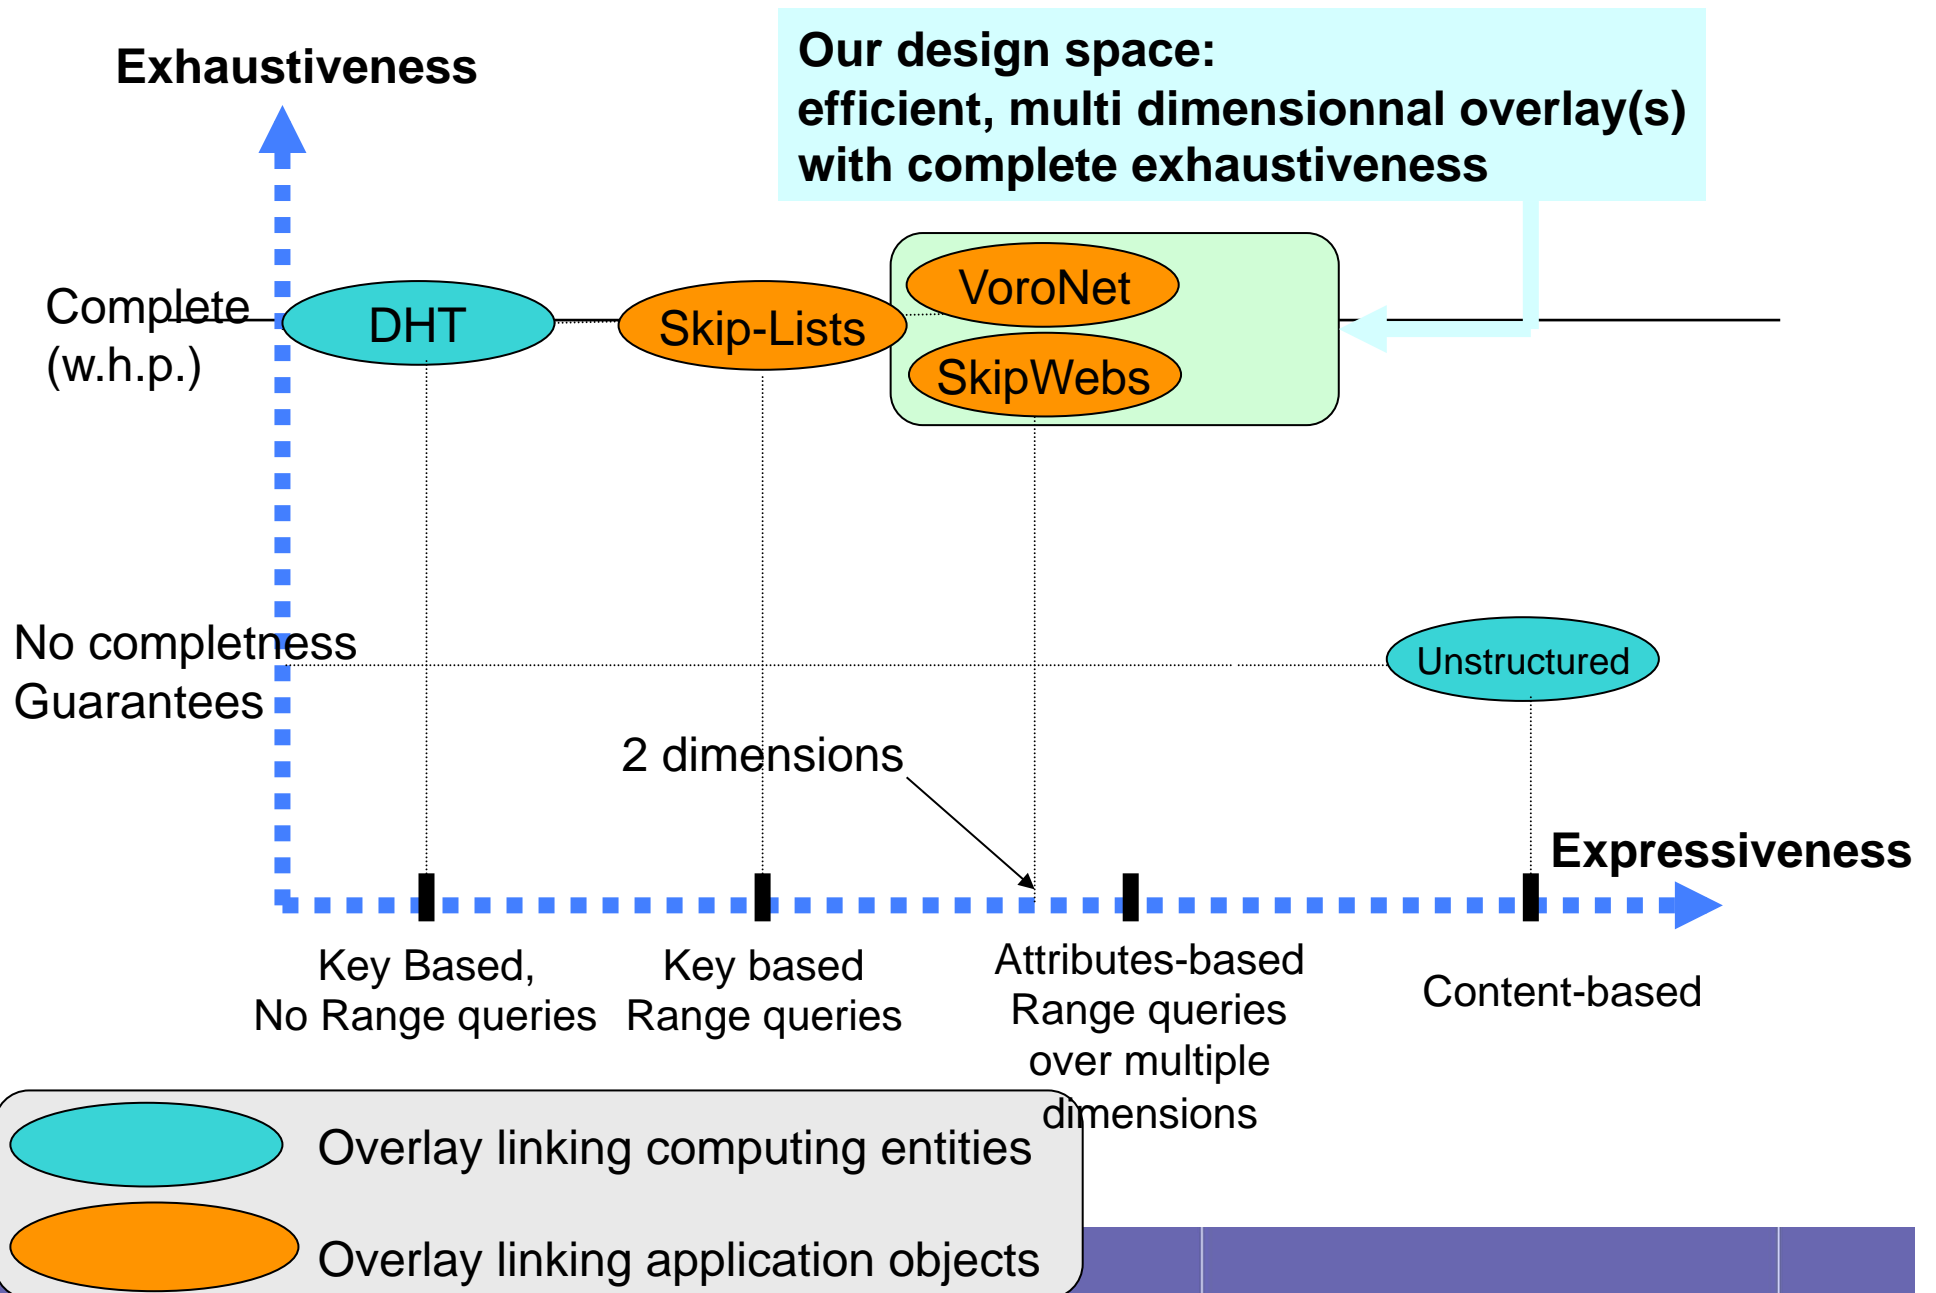 Exhaustiveness
Our design space:
efficient, multi dimensionnal overlay(s)
with complete exhaustiveness
Complete
(w.h.p.)
DHT
Skip-Lists
VoroNet
SkipWebs
No completness
Guarantees
Unstructured
2 dimensions
Expressiveness
Key Based,
No Range queries
Key based
Range queries
Attributes-based
Range queries
over multiple
dimensions
Content-based
Overlay linking computing entities
Overlay linking application objects